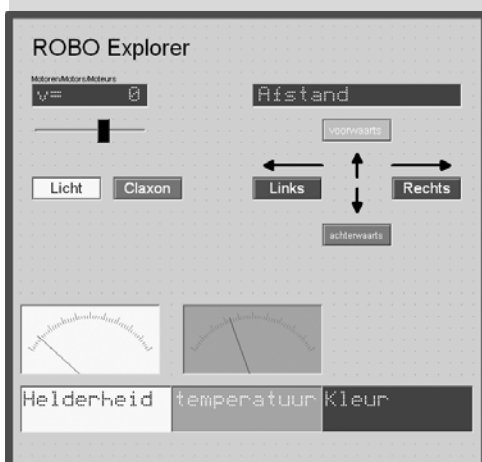 ROBO Explorer
Motoren/Motors/Moteurs
v= 0
Afstand
voorwaarts
Licht Claxon
Links Rechts
achterwaarts
Helderheid temperatuur Kleur